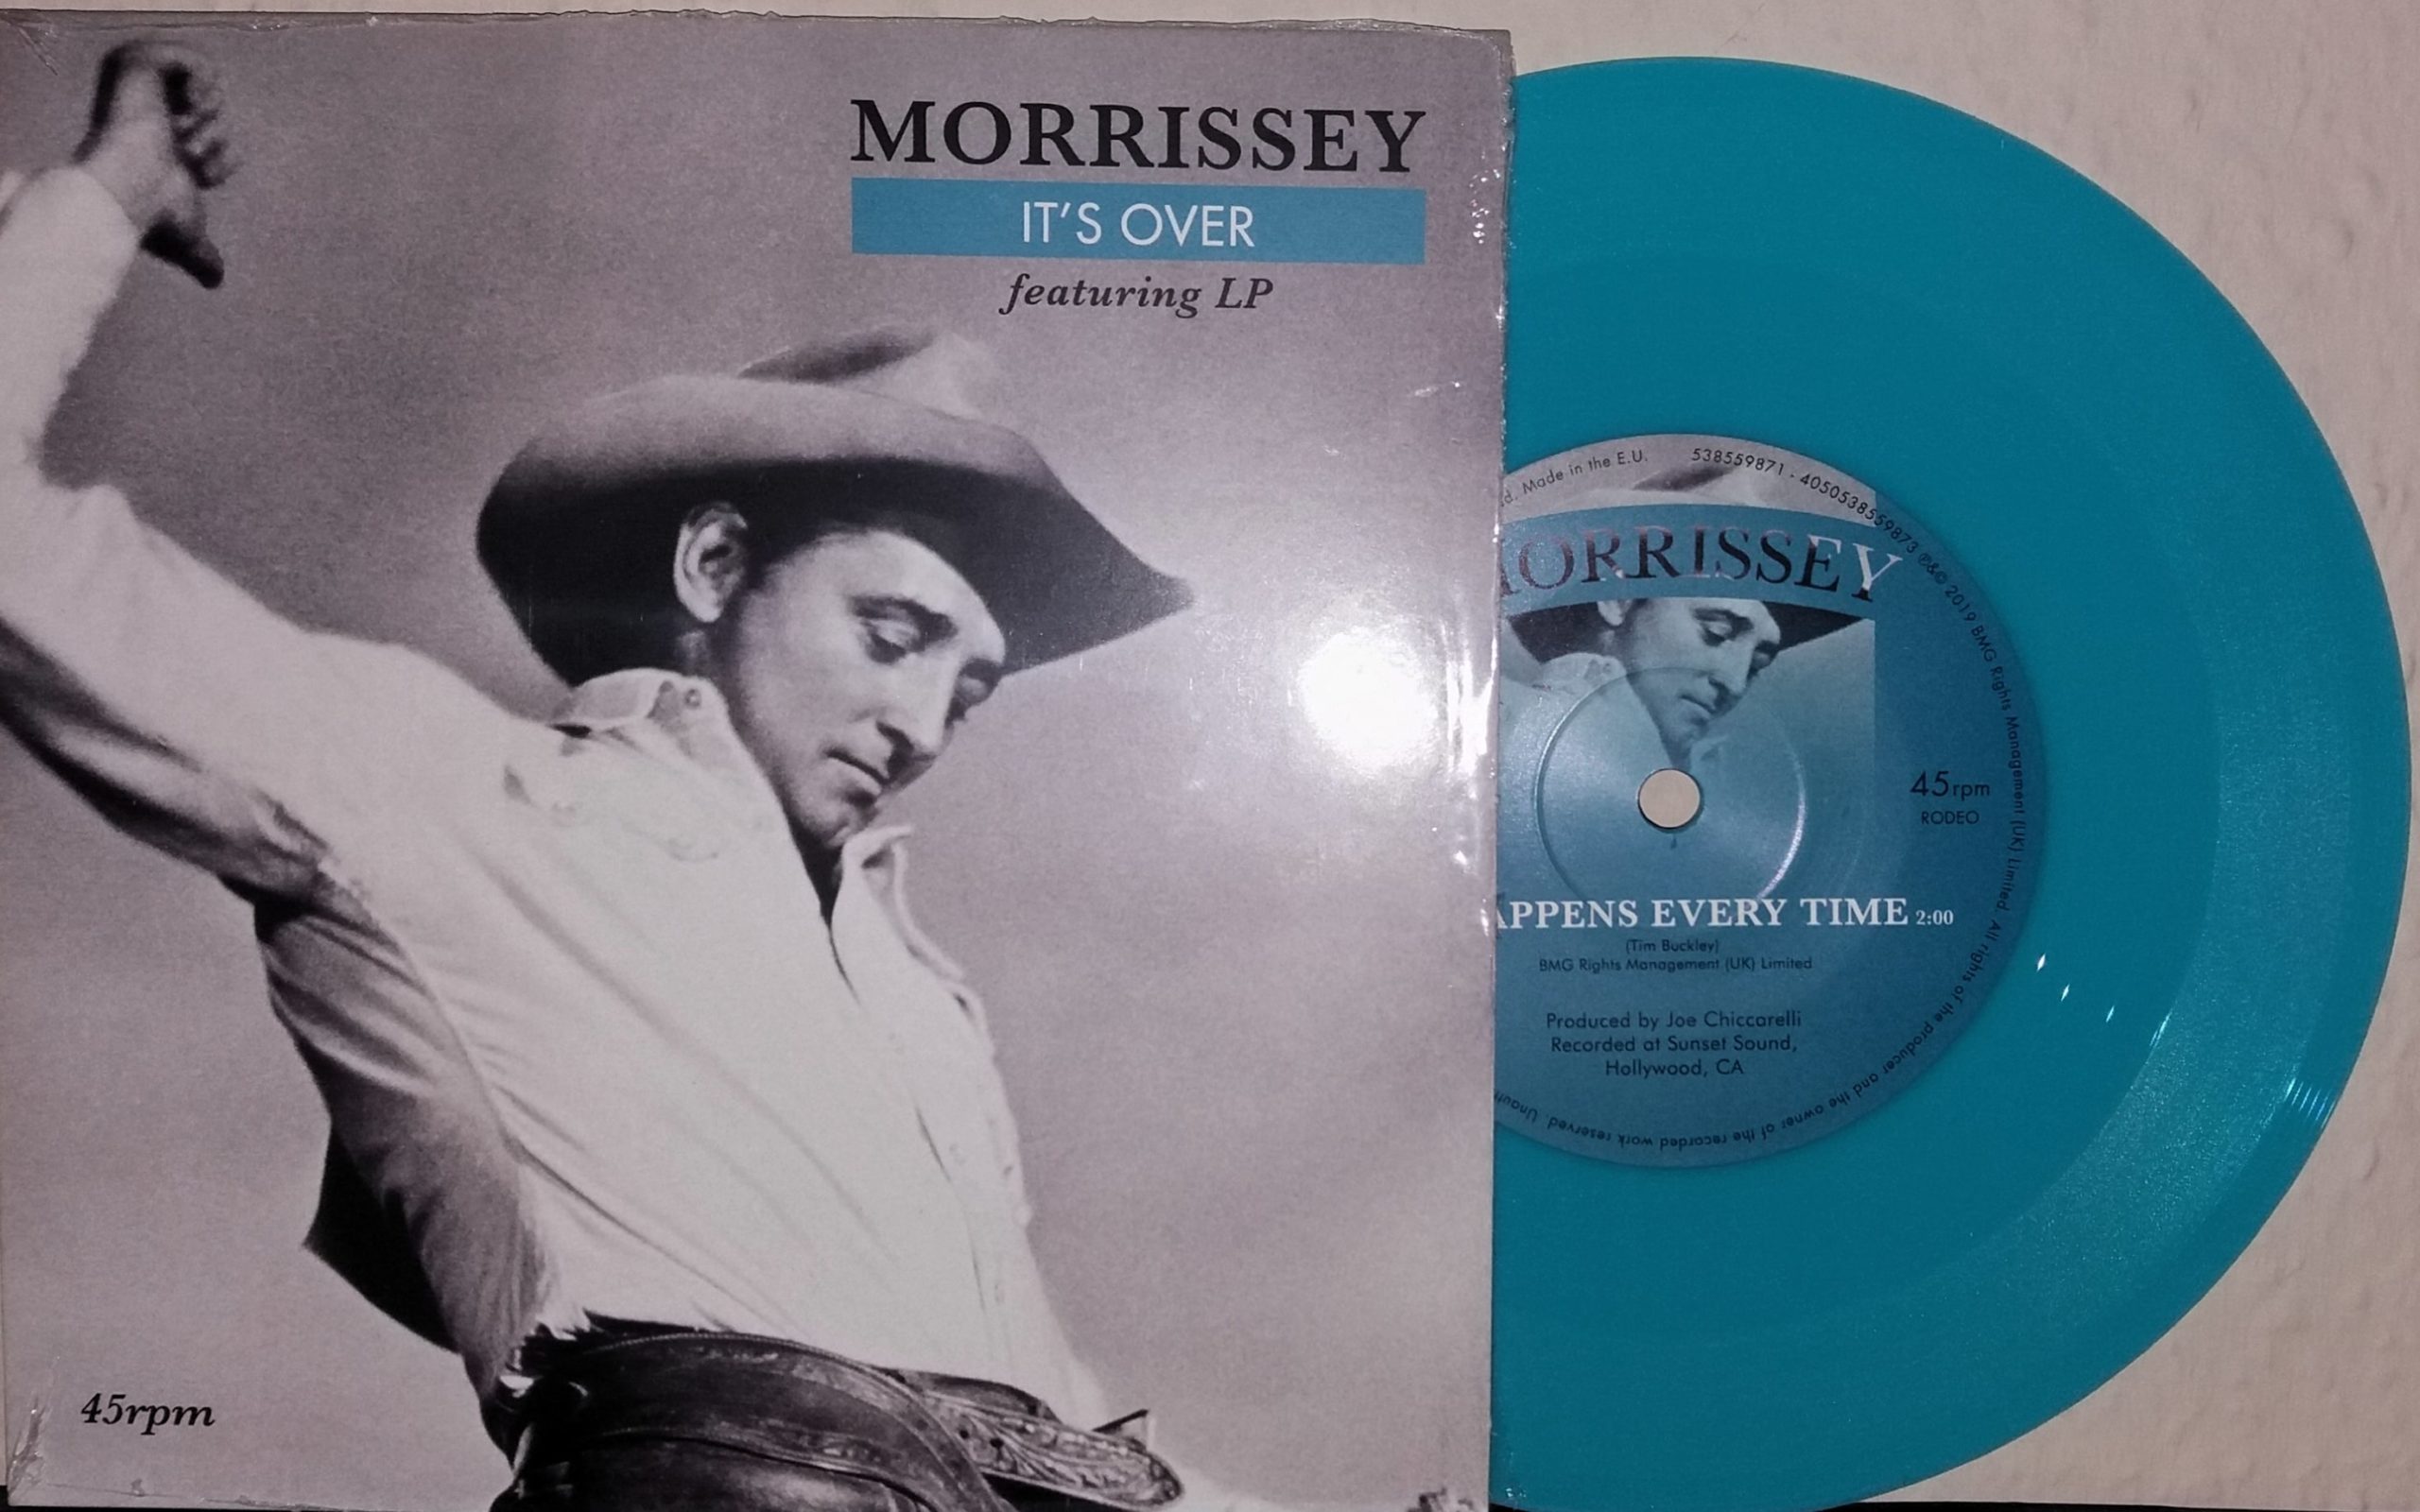 MORRISSEY
IT'S OVER
featuring LP
45rpm
Made in the E.U. 538559871 · 4050538559873 ℗&© 2019 BMG Rights Management (UK) Limited. All rights of the producer and the owner of the recorded work reserved.
ORRISSEY
45rpm
RODEO
APPENS EVERY TIME 2:00
(Tim Buckley)
BMG Rights Management (UK) Limited
Produced by Joe Chiccarelli
Recorded at Sunset Sound,
Hollywood, CA